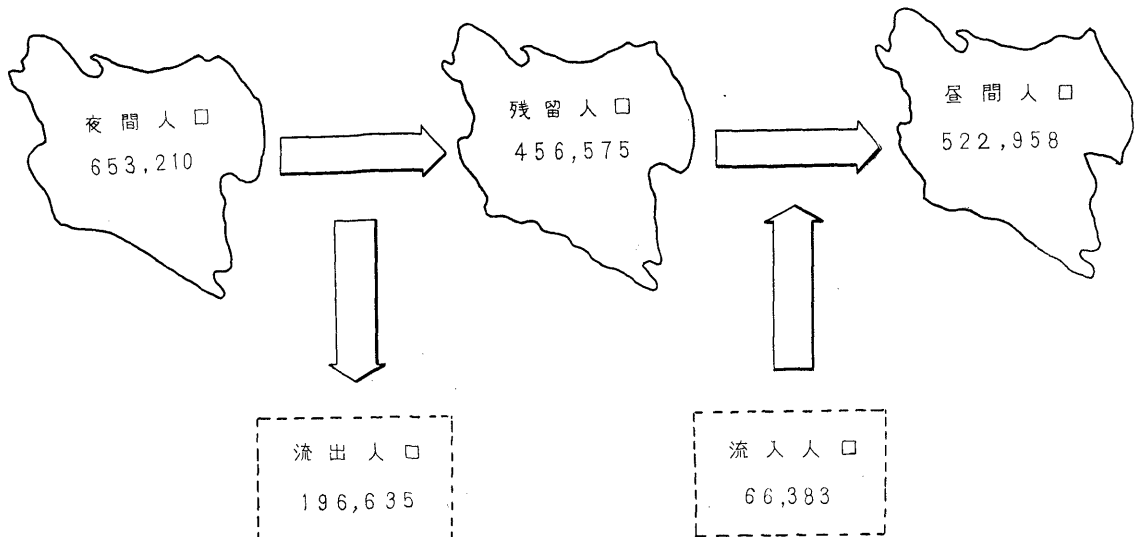 夜間人口
653,210
残留人口
456,575
昼間人口
522,958
流出人口
196,635
流入人口
66,383